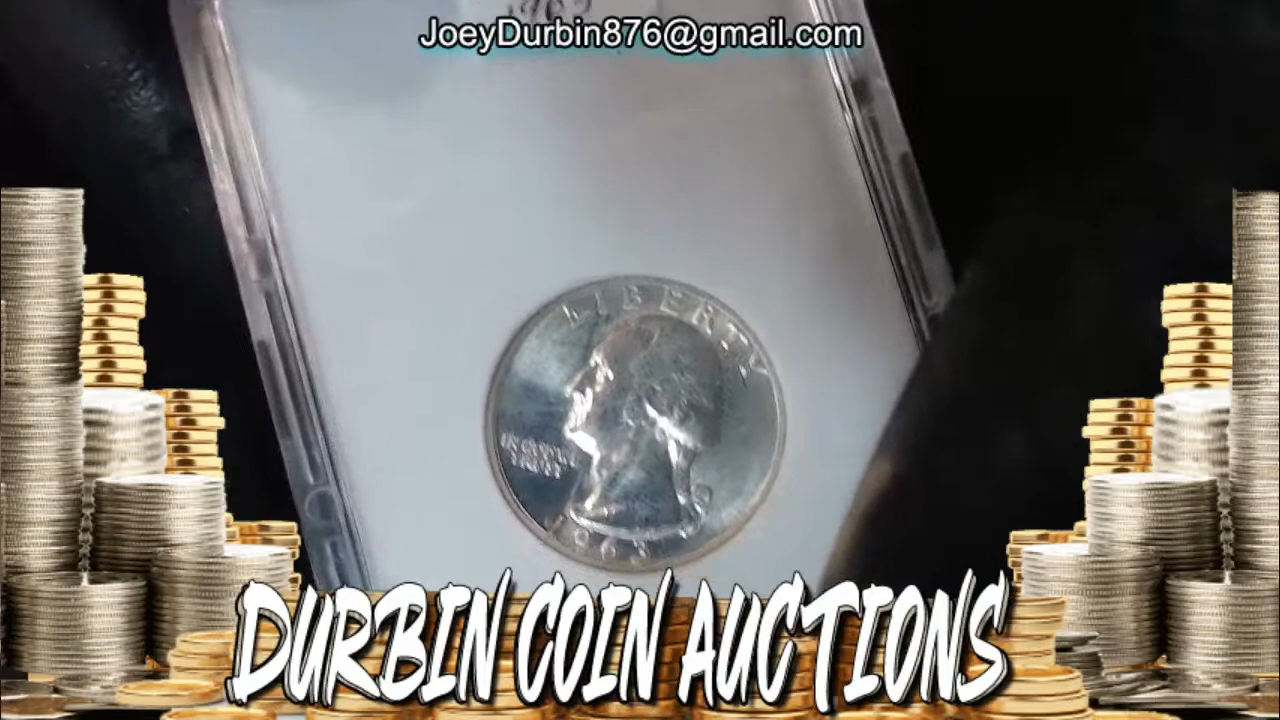 JoeyDurbin876@gmail.com
LIBERTY
IN GOD WE
TRUST
DURBIN COIN AUCTIONS